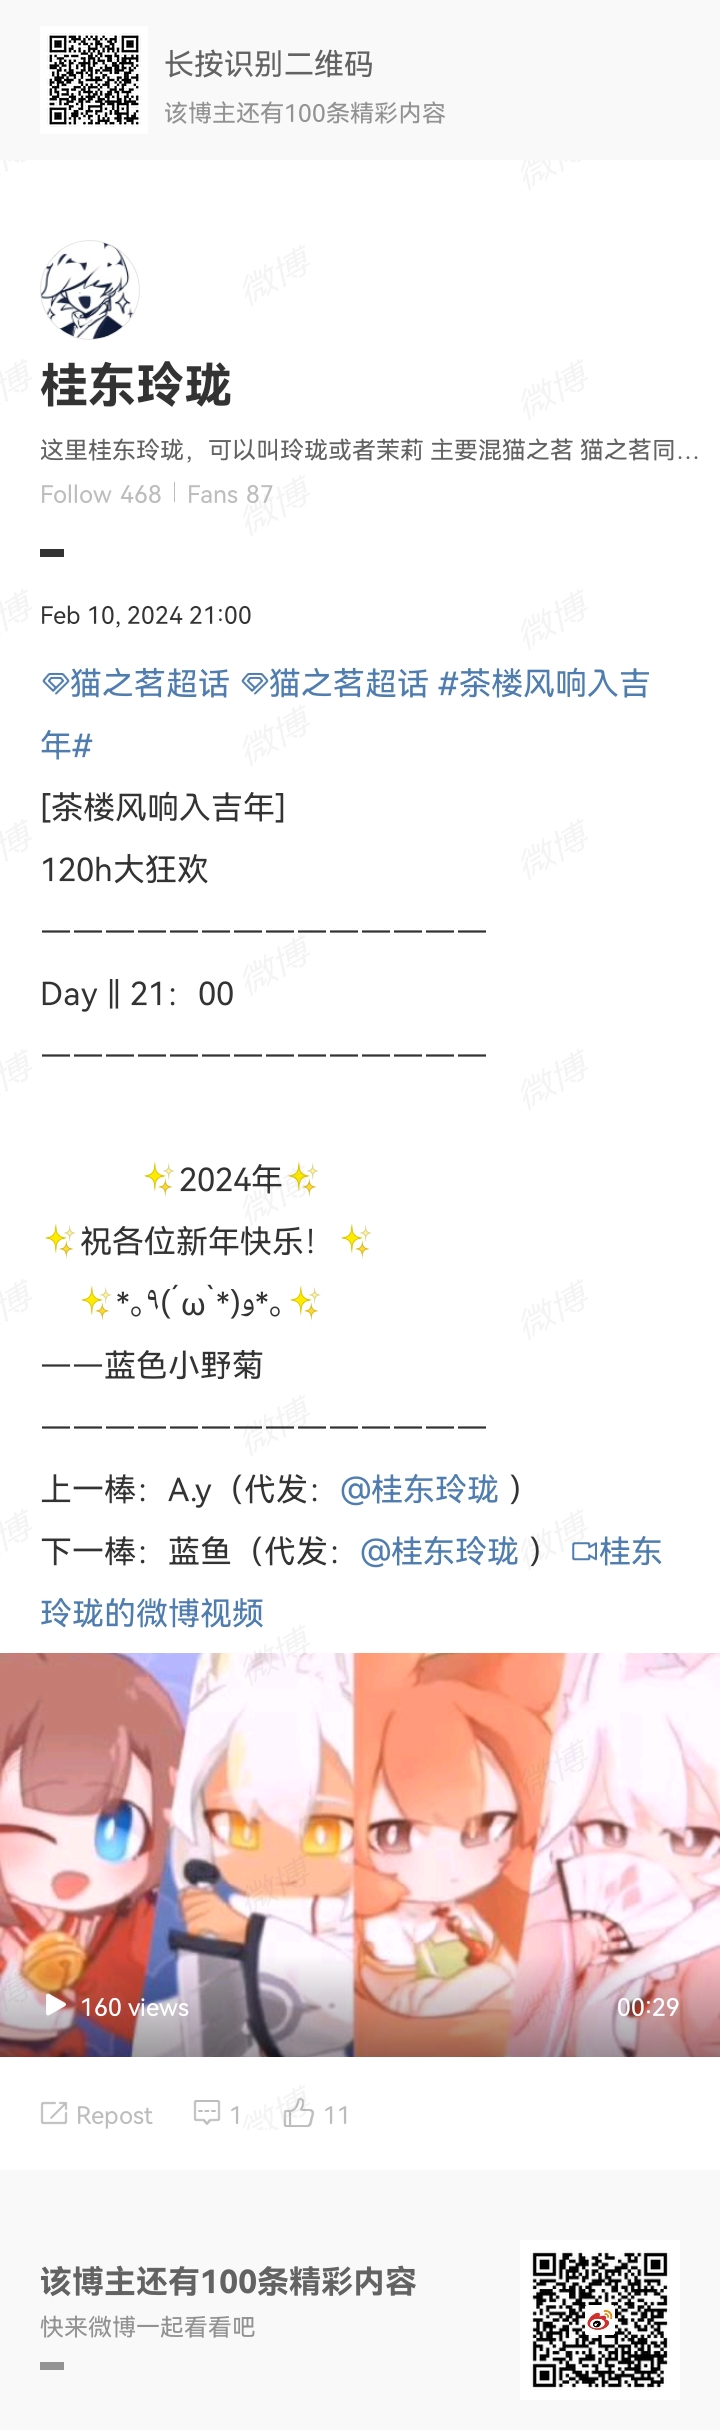 长按识别二维码
该博主还有100条精彩内容
桂东玲珑
这里桂东玲珑，可以叫玲珑或者茉莉 主要混猫之茗 猫之茗同…
Follow 468 | Fans 87
Feb 10, 2024 21:00
猫之茗超话 猫之茗超话 #茶楼风响入吉
年#
[茶楼风响入吉年]
120h大狂欢
——————————————
Day‖21：00
——————————————
✨2024年✨
✨祝各位新年快乐！✨
✨*｡٩(ˊωˋ*)و*｡✨
——蓝色小野菊
——————————————
上一棒：A.y（代发：@桂东玲珑 ）
下一棒：蓝鱼（代发：@桂东玲珑 ） 桂东
玲珑的微博视频
160 views 00:29
Repost 1 11
该博主还有100条精彩内容
快来微博一起看看吧
微博